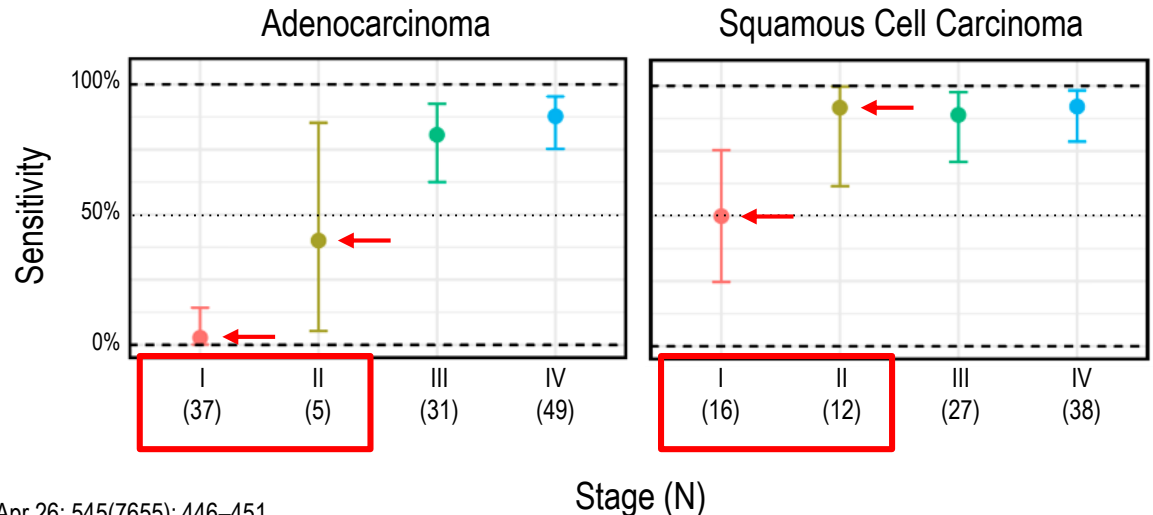 Adenocarcinoma
Squamous Cell Carcinoma
Sensitivity
100%
50%
0%
I II III IV I II III IV
(37) (5) (31) (49) (16) (12) (27) (38)
Stage (N)
Apr 26; 545(7655): 446–451